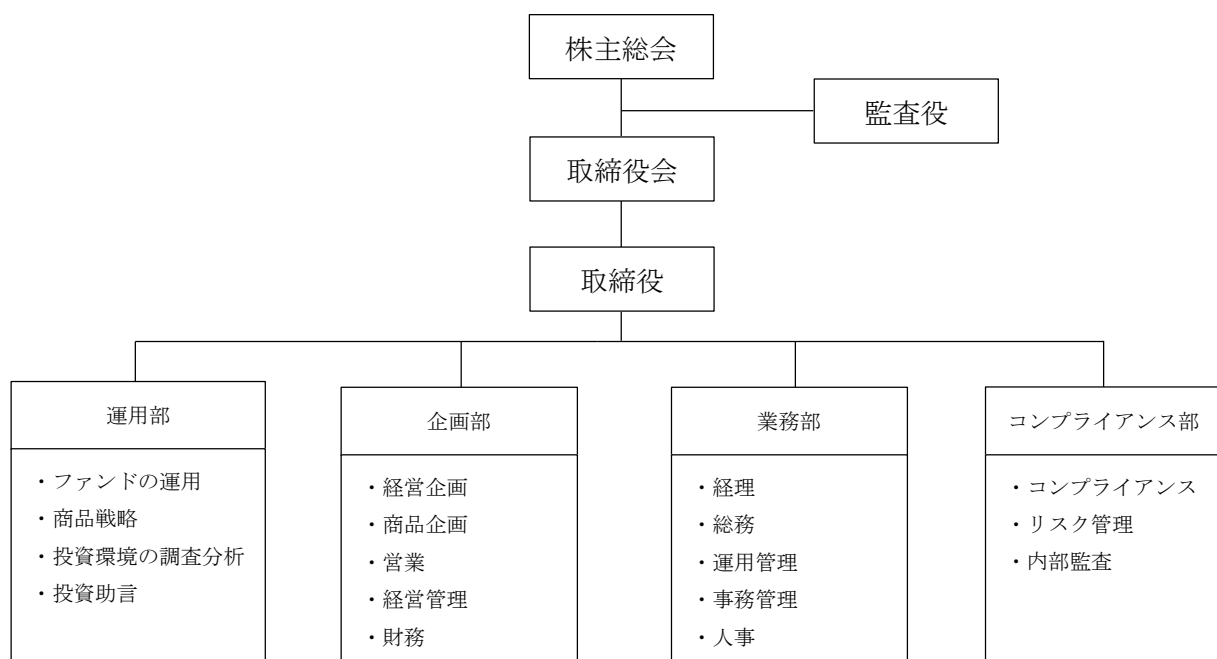 株主総会
監査役
取締役会
取締役
運用部
・ファンドの運用
・商品戦略
・投資環境の調査分析
・投資助言
企画部
・経営企画
・商品企画
・営業
・経営管理
・財務
業務部
・経理
・総務
・運用管理
・事務管理
・人事
コンプライアンス部
・コンプライアンス
・リスク管理
・内部監査